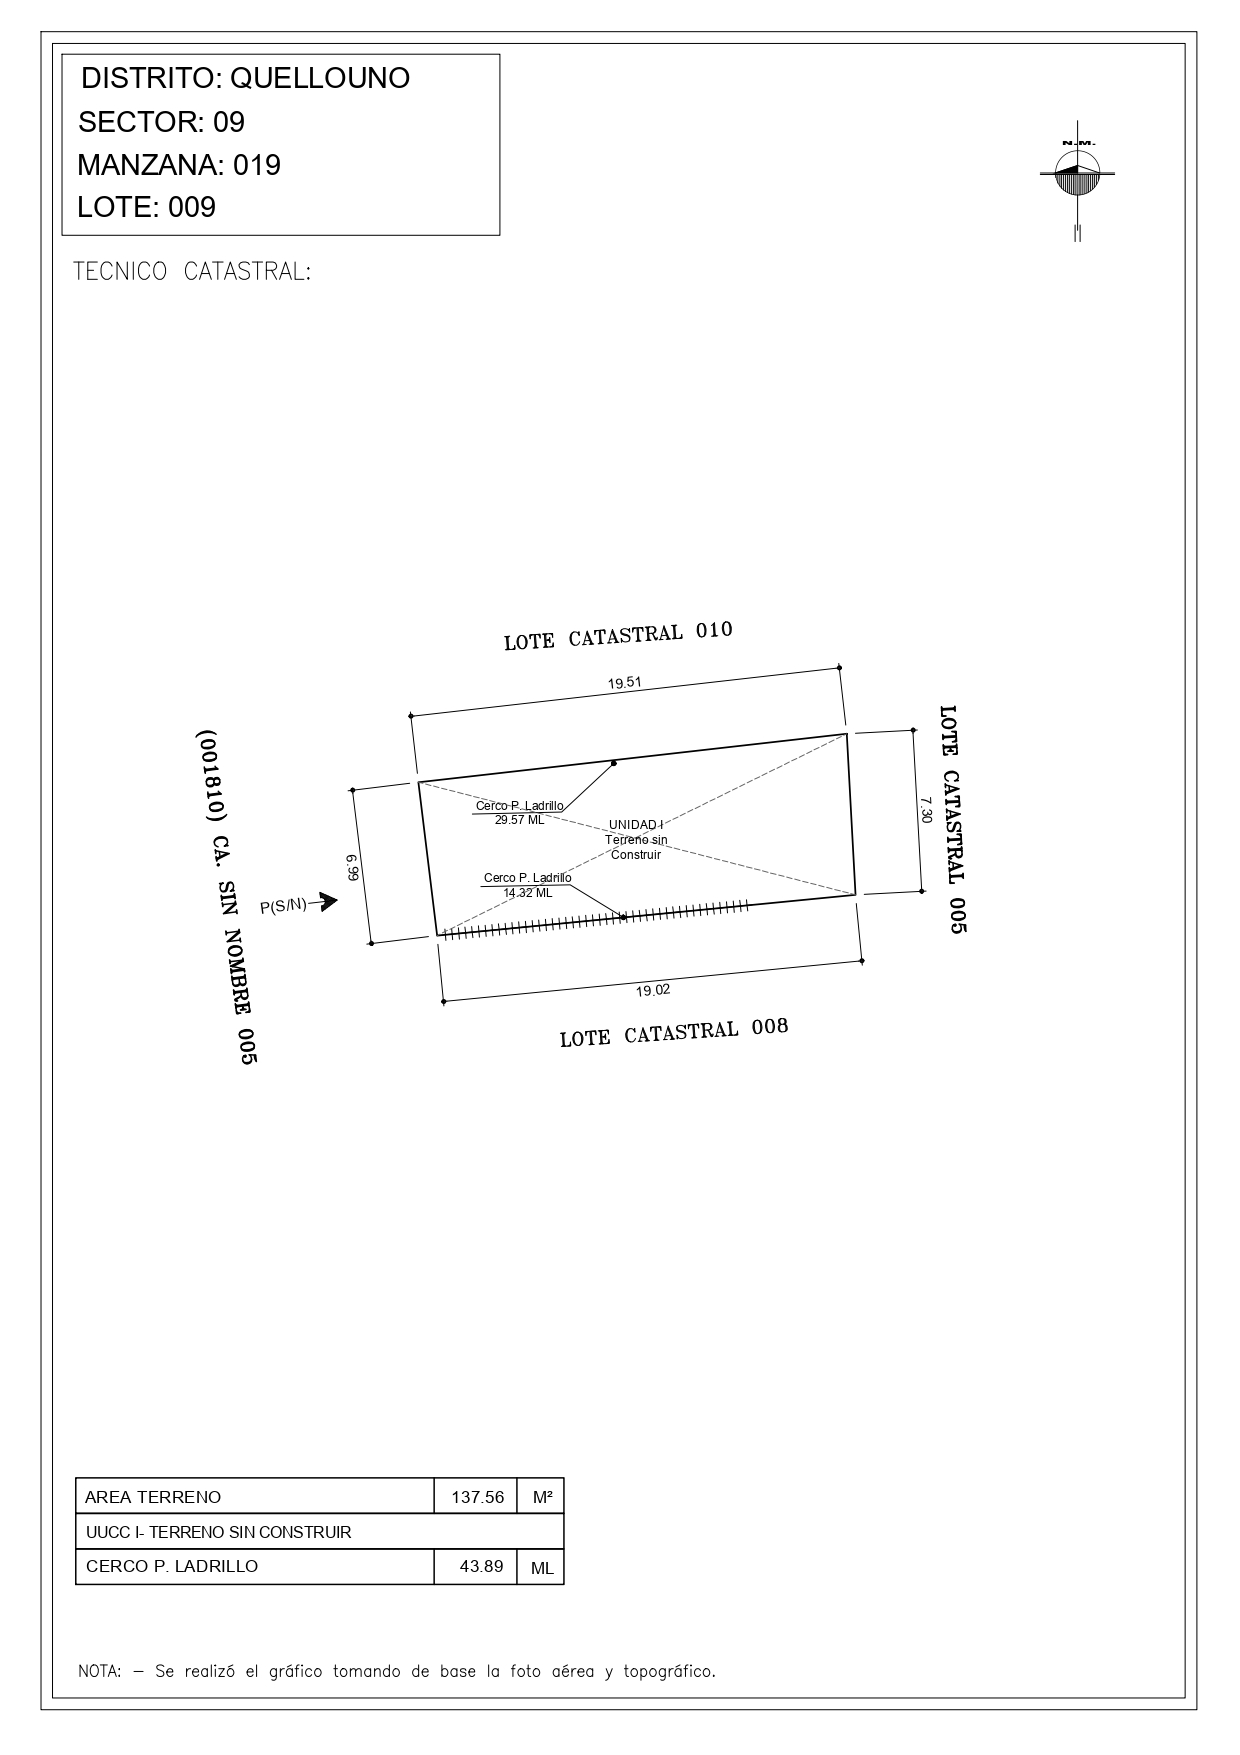 DISTRITO: QUELLOUNO
SECTOR: 09
MANZANA: 019
LOTE: 009
N.M.
TECNICO CATASTRAL:
LOTE CATASTRAL 010
19.51
(001810) CA. SIN NOMBRE 005
6.99
P(S/N)
Cerco P. Ladrillo
29.57 ML
UNIDAD I
Terreno sin
Construir
Cerco P. Ladrillo
14.32 ML
7.30
LOTE CATASTRAL 005
19.02
LOTE CATASTRAL 008
AREA TERRENO 137.56 M²
UUCC I- TERRENO SIN CONSTRUIR
CERCO P. LADRILLO 43.89 ML
NOTA: – Se realizó el gráfico tomando de base la foto aérea y topográfico.